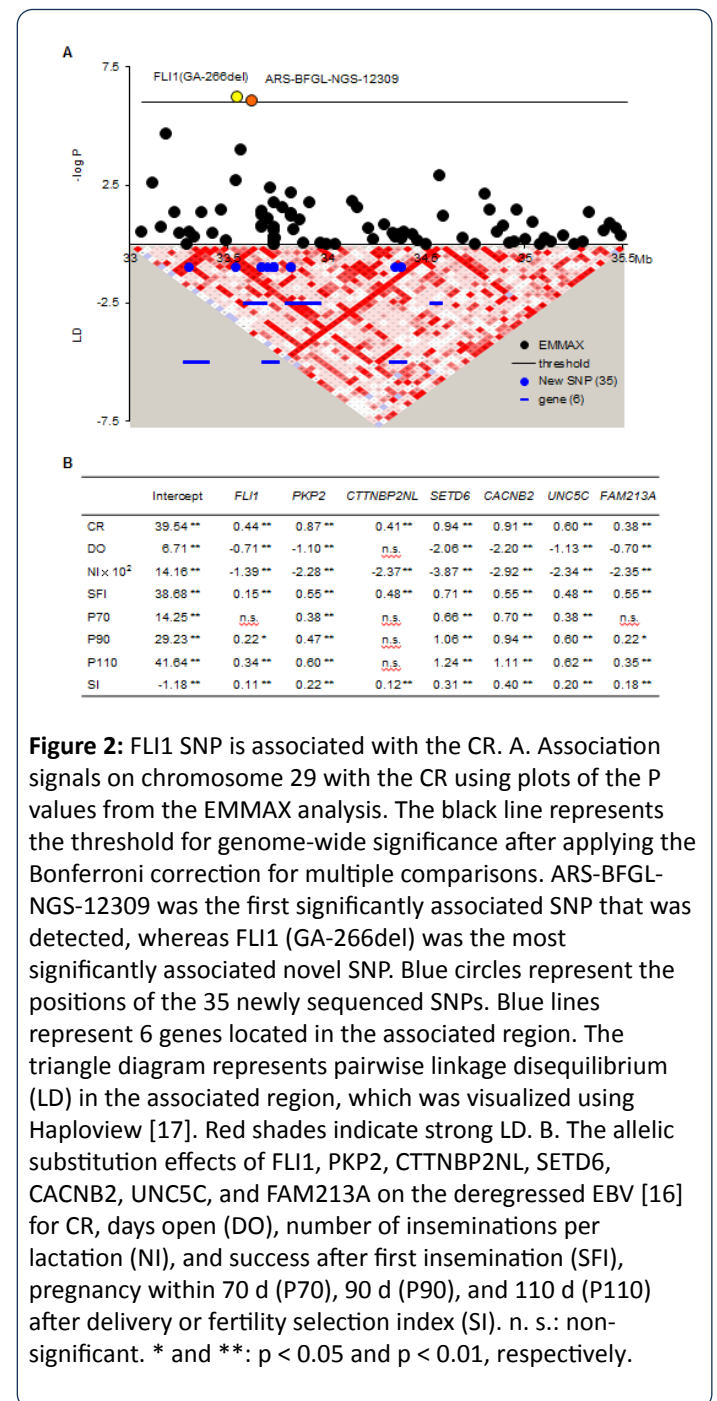 A
7.5
FLI1(GA-266del)
ARS-BFGL-NGS-12309
-log P
2.5
33
33.5
34
34.5
35
35.5Mb
-2.5
LD
EMMAX
threshold
New SNP (35)
gene (6)
-7.5
B
Intercept FLI1 PKP2 CTTNBP2NL SETD6 CACNB2 UNC5C FAM213A
CR 39.54 ** 0.44 ** 0.87 ** 0.41 ** 0.94 ** 0.91 ** 0.60 ** 0.38 **
DO 6.71 ** -0.71 ** -1.10 ** n.s. -2.06 ** -2.20 ** -1.13 ** -0.70 **
NI× 10² 14.16 ** -1.39 ** -2.28 ** -2.37 ** -3.87 ** -2.92 ** -2.34 ** -2.35 **
SFI 38.68 ** 0.15 ** 0.55 ** 0.48 ** 0.71 ** 0.55 ** 0.48 ** 0.55 **
P70 14.25 ** n.s. 0.38 ** n.s. 0.66 ** 0.70 ** 0.38 ** n.s.
P90 29.23 ** 0.22 * 0.47 ** n.s. 1.06 ** 0.94 ** 0.60 ** 0.22 *
P110 41.64 ** 0.34 ** 0.60 ** n.s. 1.24 ** 1.11 ** 0.62 ** 0.35 **
SI -1.18 ** 0.11 ** 0.22 ** 0.12 ** 0.31 ** 0.40 ** 0.20 ** 0.18 **
Figure 2: FLI1 SNP is associated with the CR. A. Association
signals on chromosome 29 with the CR using plots of the P
values from the EMMAX analysis. The black line represents
the threshold for genome-wide significance after applying the
Bonferroni correction for multiple comparisons. ARS-BFGL-
NGS-12309 was the first significantly associated SNP that was
detected, whereas FLI1 (GA-266del) was the most
significantly associated novel SNP. Blue circles represent the
positions of the 35 newly sequenced SNPs. Blue lines
represent 6 genes located in the associated region. The
triangle diagram represents pairwise linkage disequilibrium
(LD) in the associated region, which was visualized using
Haploview [17]. Red shades indicate strong LD. B. The allelic
substitution effects of FLI1, PKP2, CTTNBP2NL, SETD6,
CACNB2, UNC5C, and FAM213A on the deregressed EBV [16]
for CR, days open (DO), number of inseminations per
lactation (NI), and success after first insemination (SFI),
pregnancy within 70 d (P70), 90 d (P90), and 110 d (P110)
after delivery or fertility selection index (SI). n. s.: non-
significant. * and **: p < 0.05 and p < 0.01, respectively.